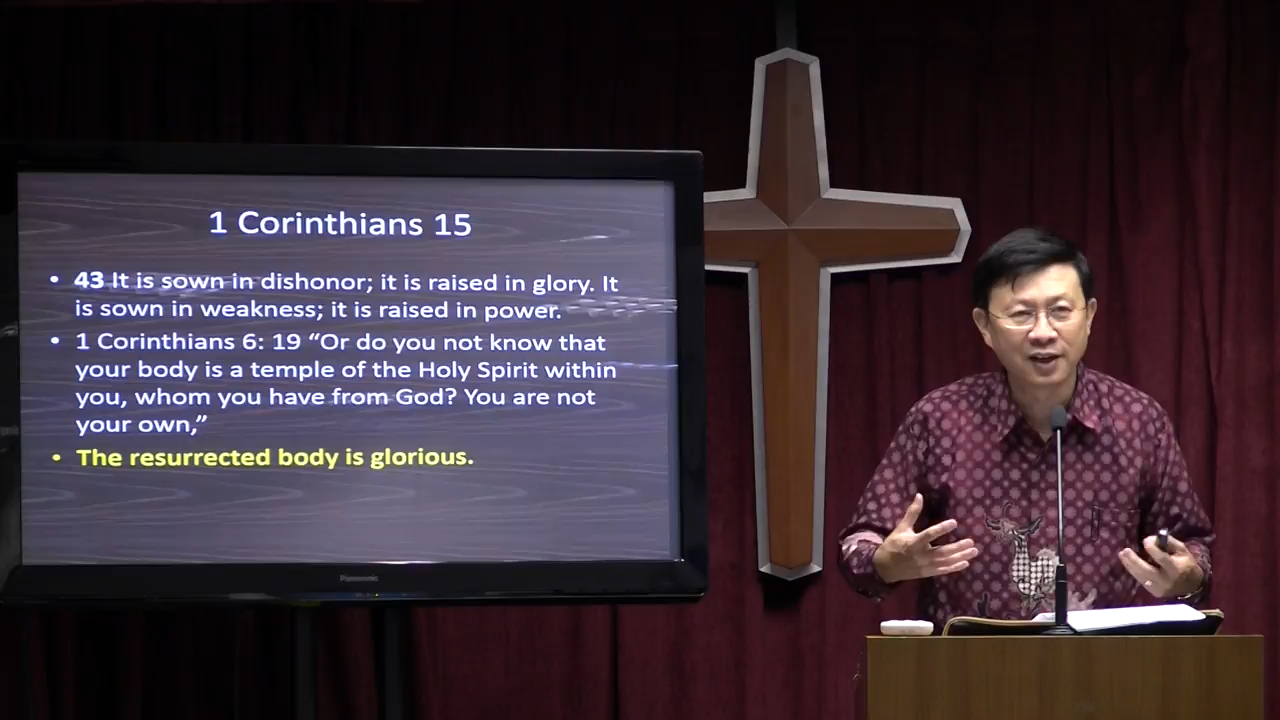 1 Corinthians 15
• 43 It is sown in dishonor; it is raised in glory. It
is sown in weakness; it is raised in power.
• 1 Corinthians 6: 19 “Or do you not know that
your body is a temple of the Holy Spirit within
you, whom you have from God? You are not
your own,”
• The resurrected body is glorious.
Panasonic